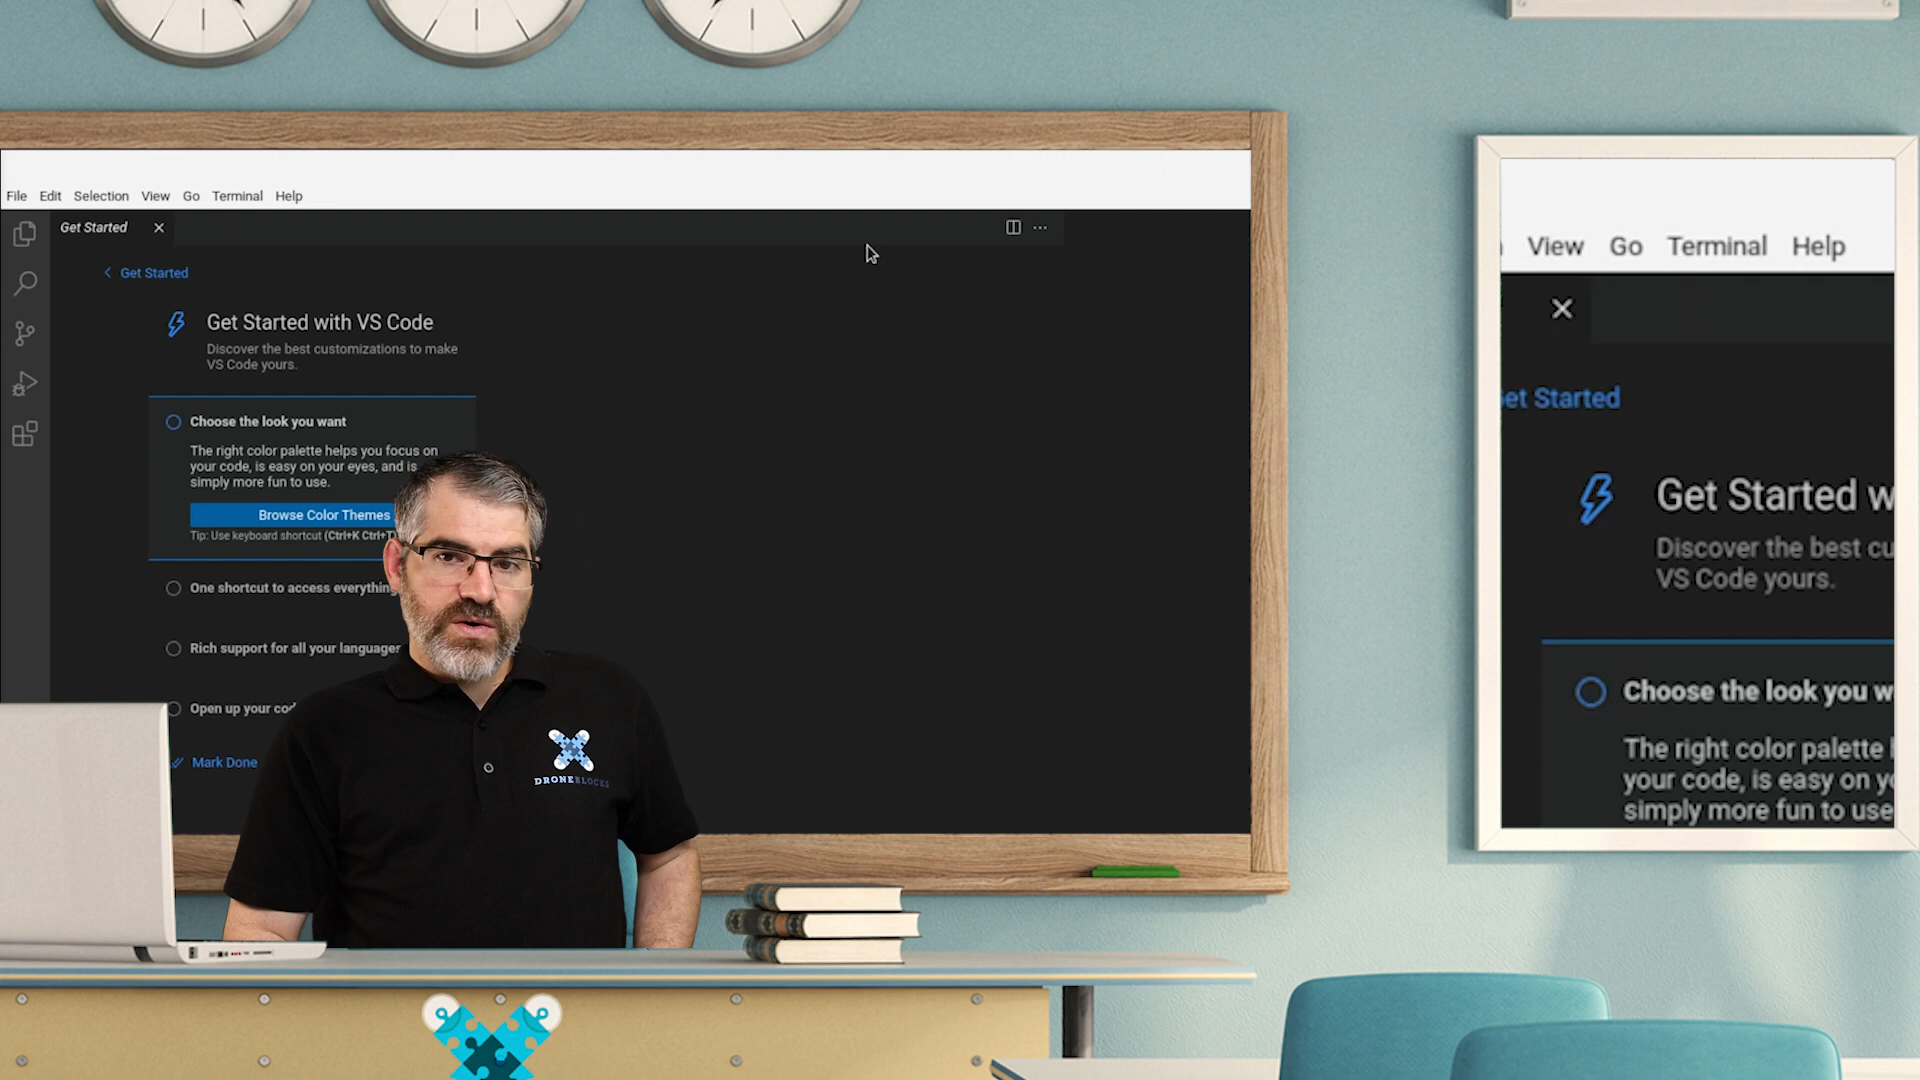 File Edit Selection View Go Terminal Help
Get Started
Get Started
Get Started with VS Code
Discover the best customizations to make
VS Code yours.
Choose the look you want
The right color palette helps you focus on
your code, is easy on your eyes, and is
simply more fun to use.
Browse Color Themes
Tip: Use keyboard shortcut (Ctrl+K Ctrl+T)
One shortcut to access everything
Rich support for all your languages
Open up your
Mark Done
DRONEBLOCKS
View Go Terminal Help
Started
Get Started
Discover the best
VS Code yours.
Choose the look you
The right color palette
your code, is easy on
simply more fun to use